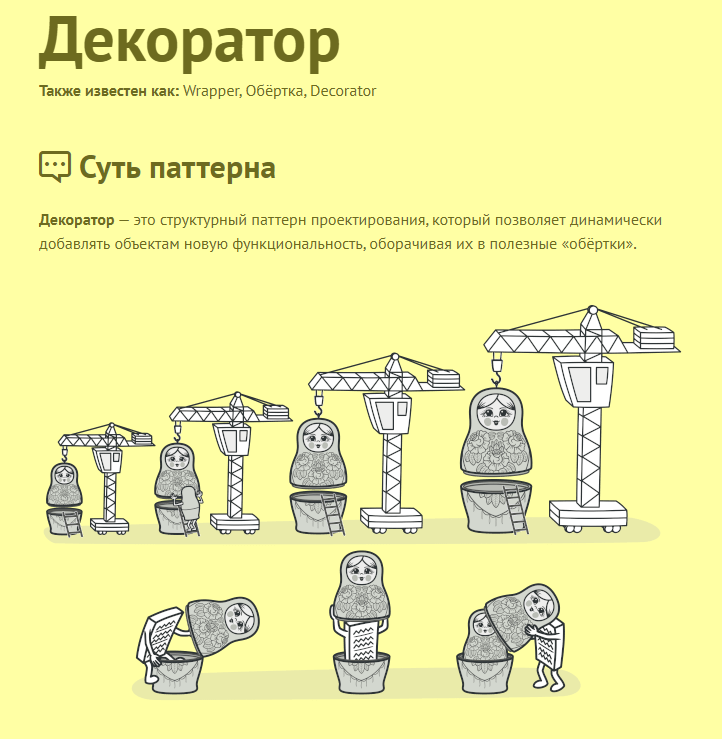 Декоратор
Также известен как: Wrapper, Обёртка, Decorator
Суть паттерна
Декоратор — это структурный паттерн проектирования, который позволяет динамически
добавлять объектам новую функциональность, оборачивая их в полезные «обёртки».